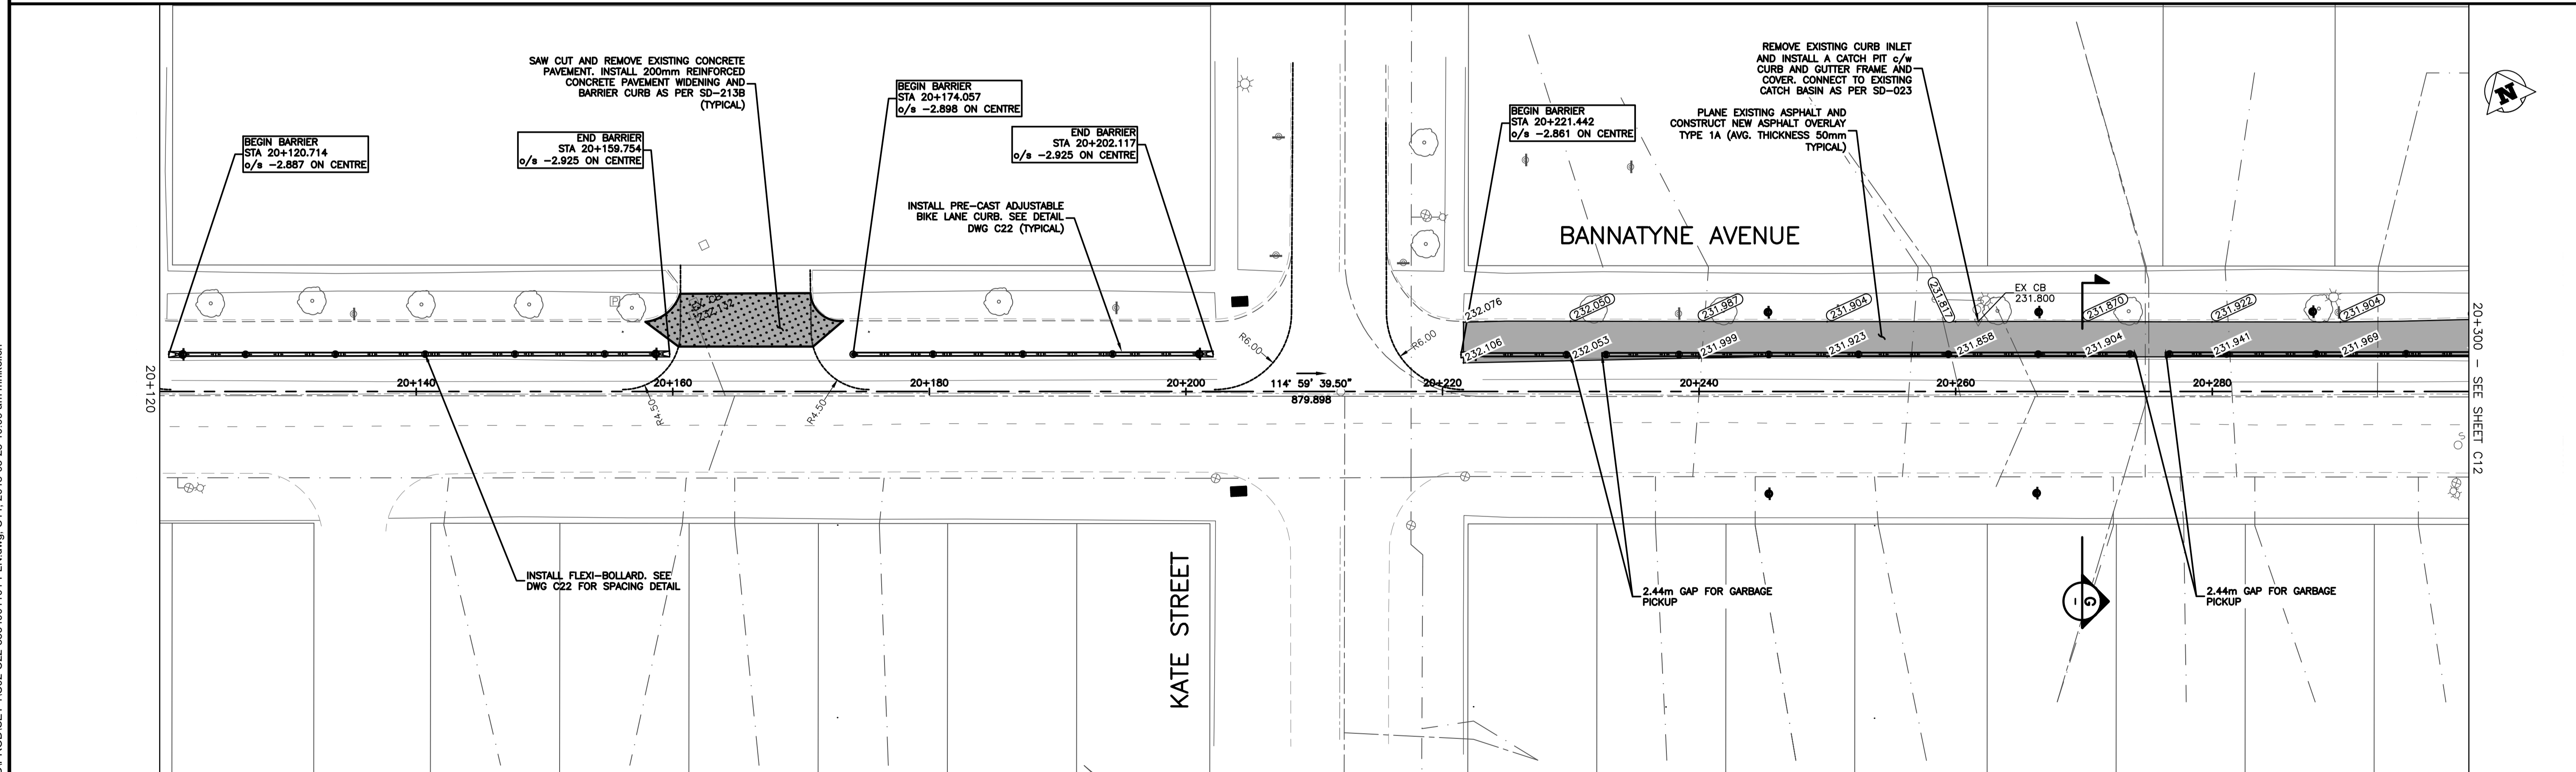 SAW CUT AND REMOVE EXISTING CONCRETE
PAVEMENT. INSTALL 200mm REINFORCED
CONCRETE PAVEMENT WIDENING AND
BARRIER CURB AS PER SD-213B
(TYPICAL)
REMOVE EXISTING CURB INLET
AND INSTALL A CATCH PIT c/w
CURB AND GUTTER FRAME AND
COVER. CONNECT TO EXISTING
CATCH BASIN AS PER SD-023
N
BEGIN BARRIER
STA 20+174.057
o/s -2.898 ON CENTRE
BEGIN BARRIER
STA 20+221.442
o/s -2.861 ON CENTRE
PLANE EXISTING ASPHALT AND
CONSTRUCT NEW ASPHALT OVERLAY
TYPE 1A (AVG. THICKNESS 50mm
TYPICAL)
BEGIN BARRIER
STA 20+120.714
o/s -2.887 ON CENTRE
END BARRIER
STA 20+159.754
o/s -2.925 ON CENTRE
END BARRIER
STA 20+202.117
o/s -2.925 ON CENTRE
INSTALL PRE-CAST ADJUSTABLE
BIKE LANE CURB. SEE DETAIL
DWG C22 (TYPICAL)
BANNATYNE AVENUE
EX CB
232.132
P
EX CB
231.800
232.076
232.050
231.987
231.904
231.817
231.870
231.922
231.904
232.106
232.053
231.999
231.923
231.858
231.904
231.941
231.969
R6.00
R6.00
20+120
20+140
20+160
20+180
20+200
114° 59' 39.50"
879.898
20+220
20+240
20+260
20+280
20+300 - SEE SHEET C12
R4.50
R4.50
S
KATE STREET
INSTALL FLEXI-BOLLARD. SEE
DWG C22 FOR SPACING DETAIL
2.44m GAP FOR GARBAGE
PICKUP
G
-
2.44m GAP FOR GARBAGE
PICKUP